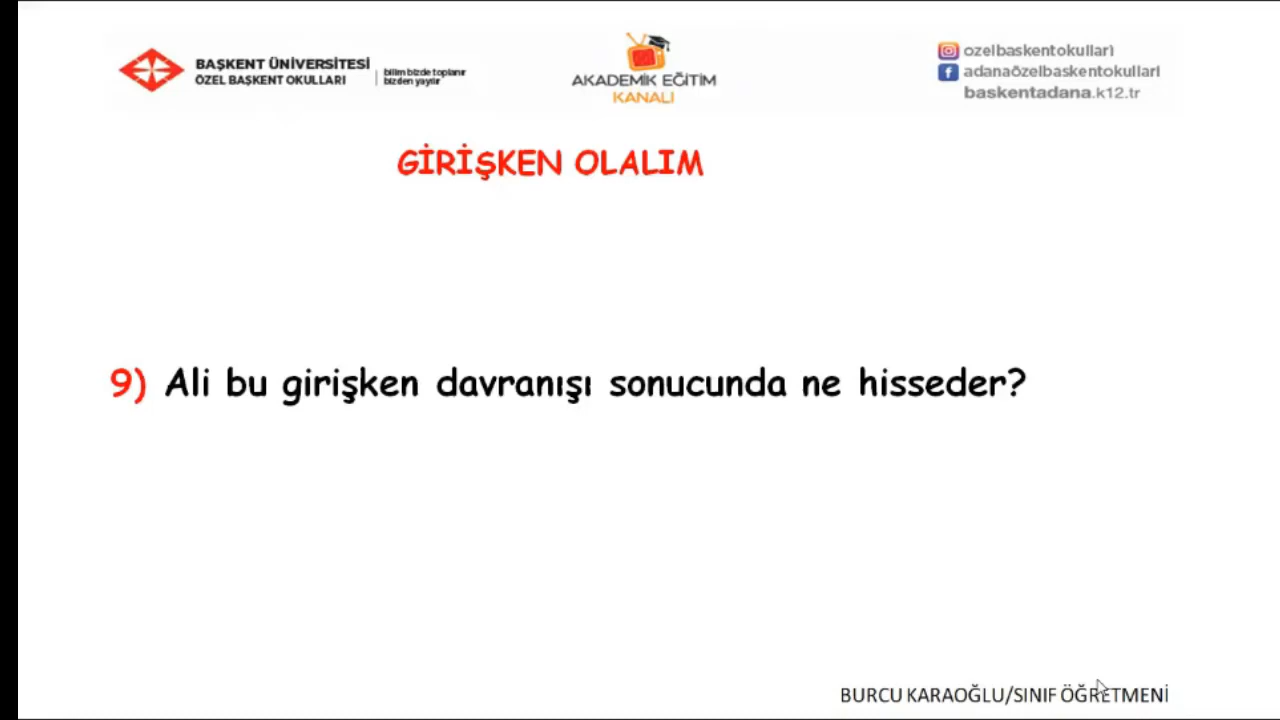 BAŞKENT ÜNİVERSİTESİ
ÖZEL BAŞKENT OKULLARI
bilim bizde toplanır
bizden yayılır
AKADEMİK EĞİTİM
KANALI
ozelbaskentokullari
adanaözelbaskentokullari
baskentadana.k12.tr
GİRİŞKEN OLALIM
9) Ali bu girişken davranışı sonucunda ne hisseder?
BURCU KARAOĞLU/SINIF ÖĞRETMENİ